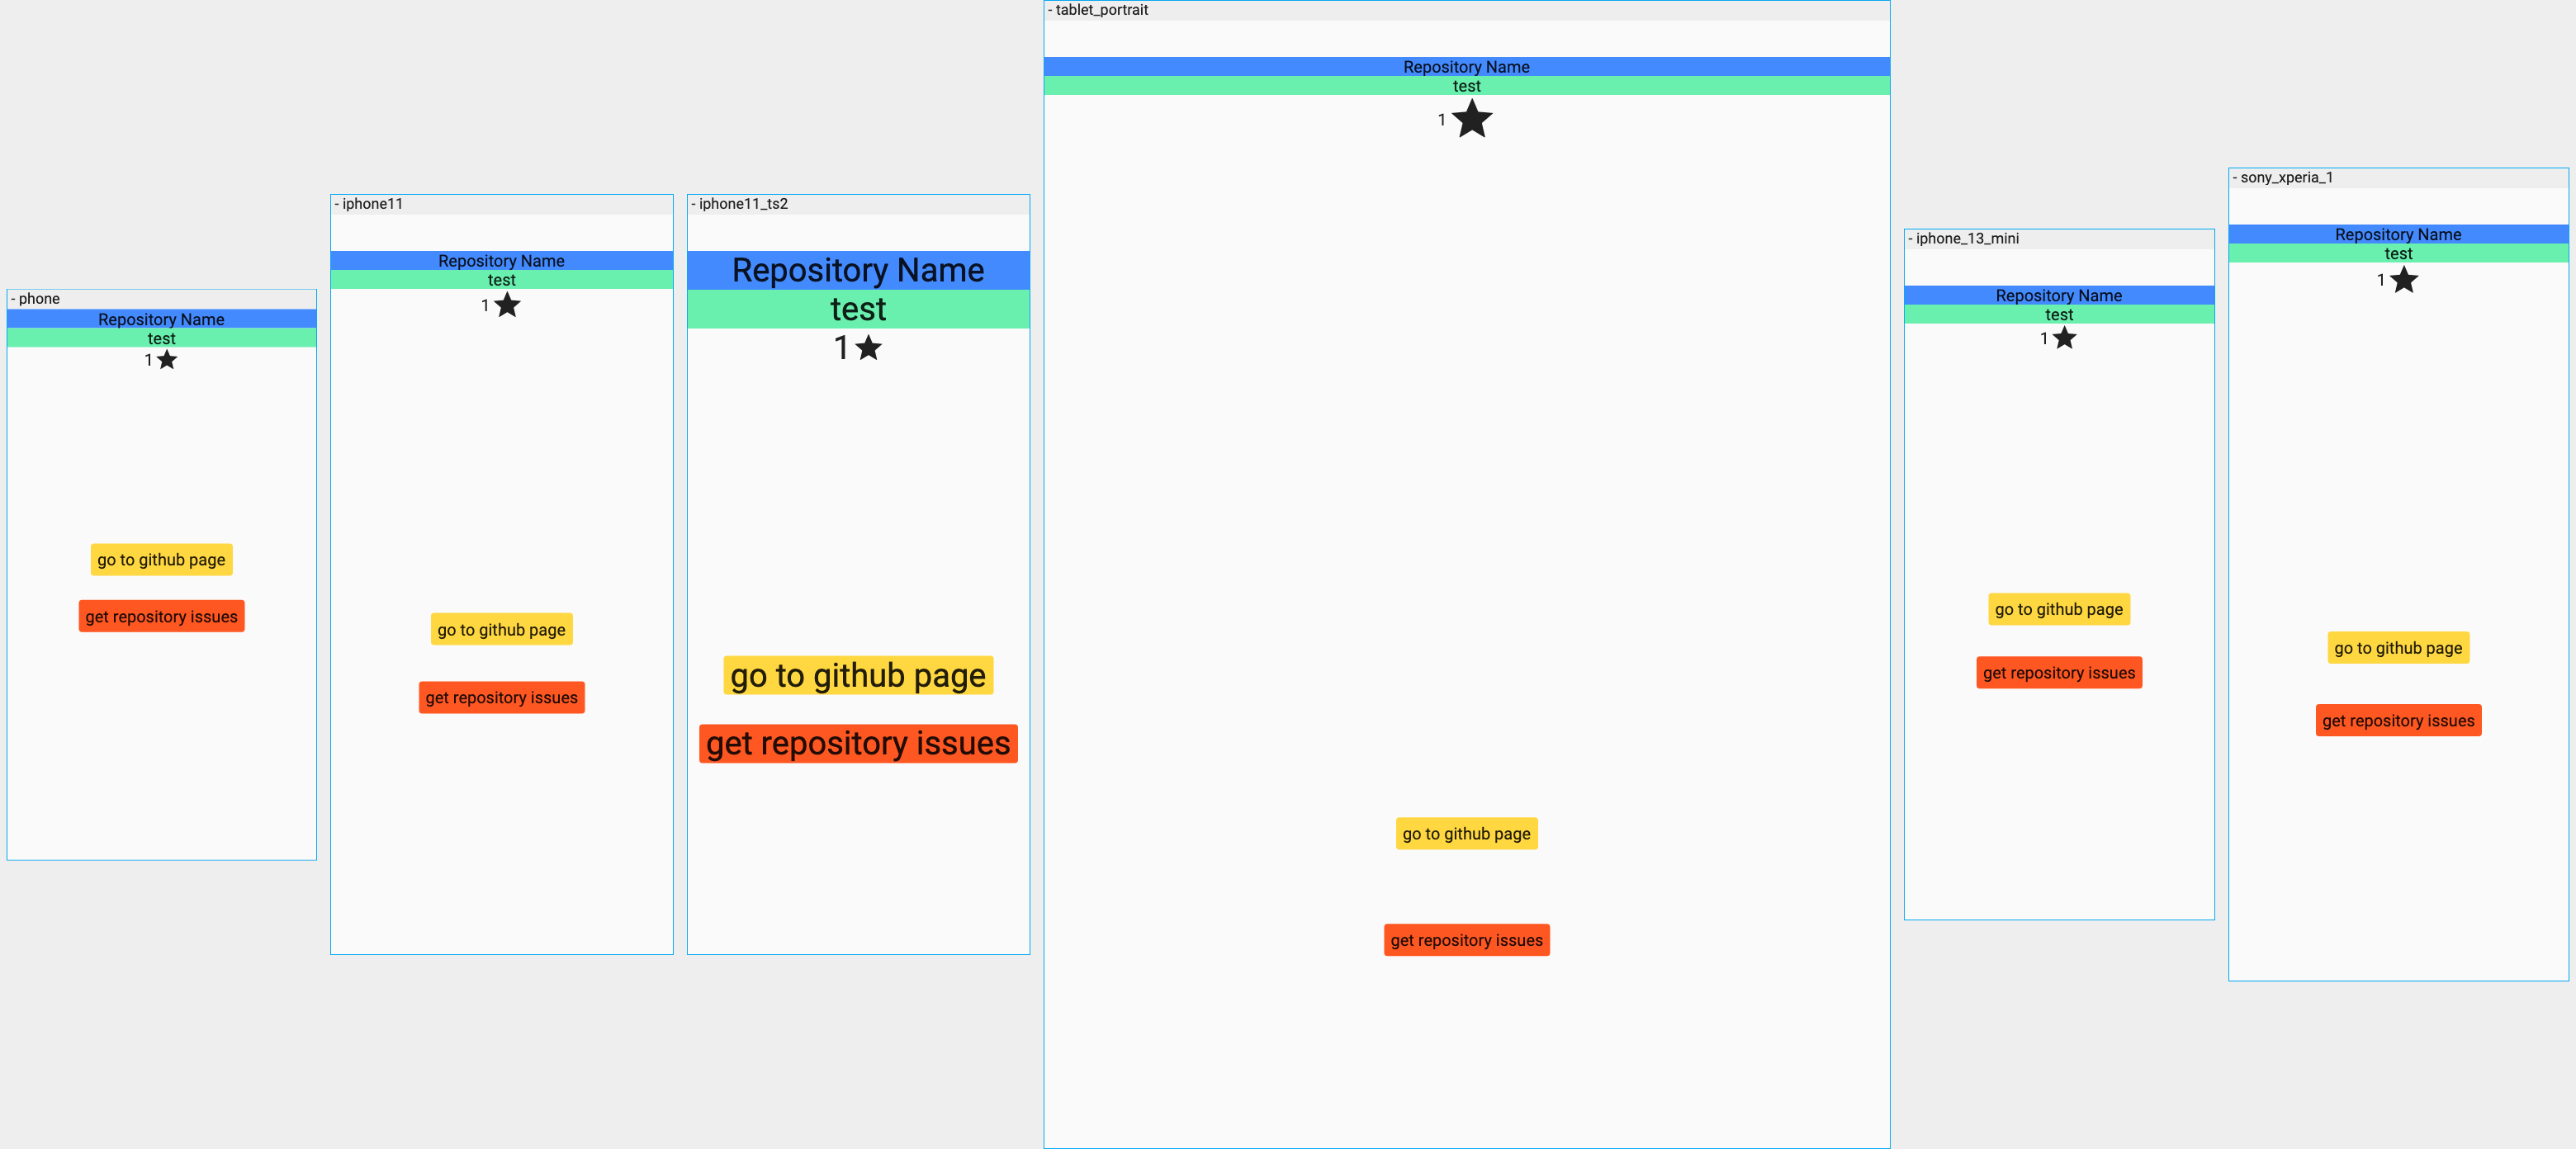 - phone
Repository Name
test
1
go to github page
get repository issues
- iphone11
Repository Name
test
1
go to github page
get repository issues
- iphone11_ts2
Repository Name
test
1
go to github page
get repository issues
- tablet_portrait
Repository Name
test
1
go to github page
get repository issues
- iphone_13_mini
Repository Name
test
1
go to github page
get repository issues
- sony_xperia_1
Repository Name
test
1
go to github page
get repository issues